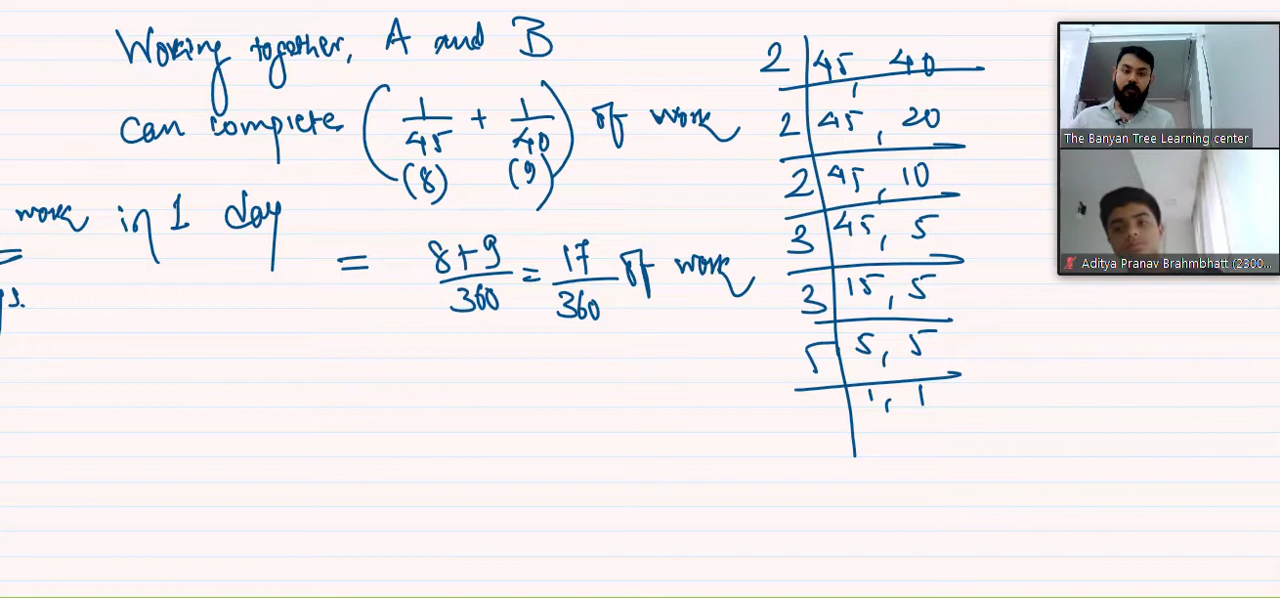 Working together, A and B
can complete (1/45 + 1/40) of work
(8) (9)
work in 1 day
=
= 8+9/360 = 17/360 of work
2 | 45, 40
2 | 45, 20
2 | 45, 10
3 | 45, 5
3 | 15, 5
5 | 5, 5
1, 1
The Banyan Tree Learning center
Aditya Pranav Brahmbhatt (2300...